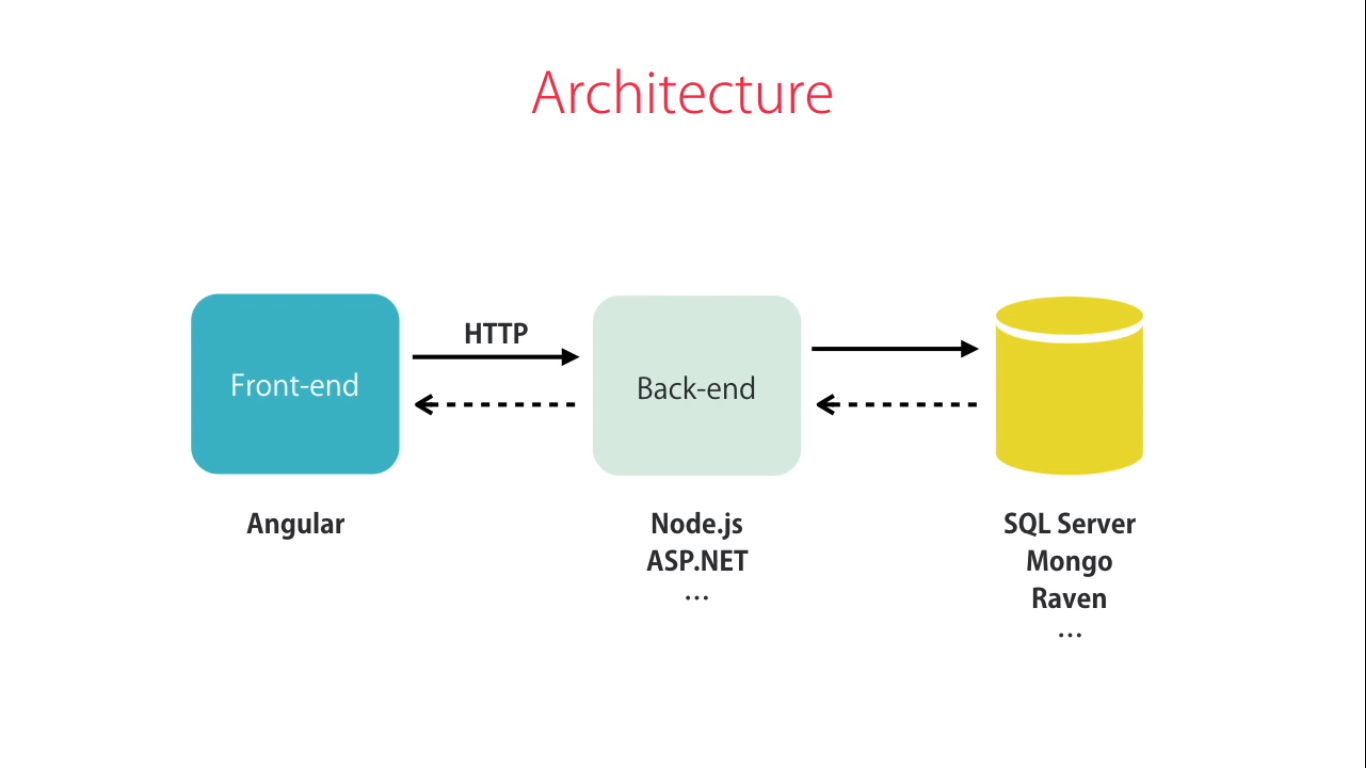 Architecture
HTTP
Front-end
Back-end
Angular
Node.js
ASP.NET
...
SQL Server
Mongo
Raven
...